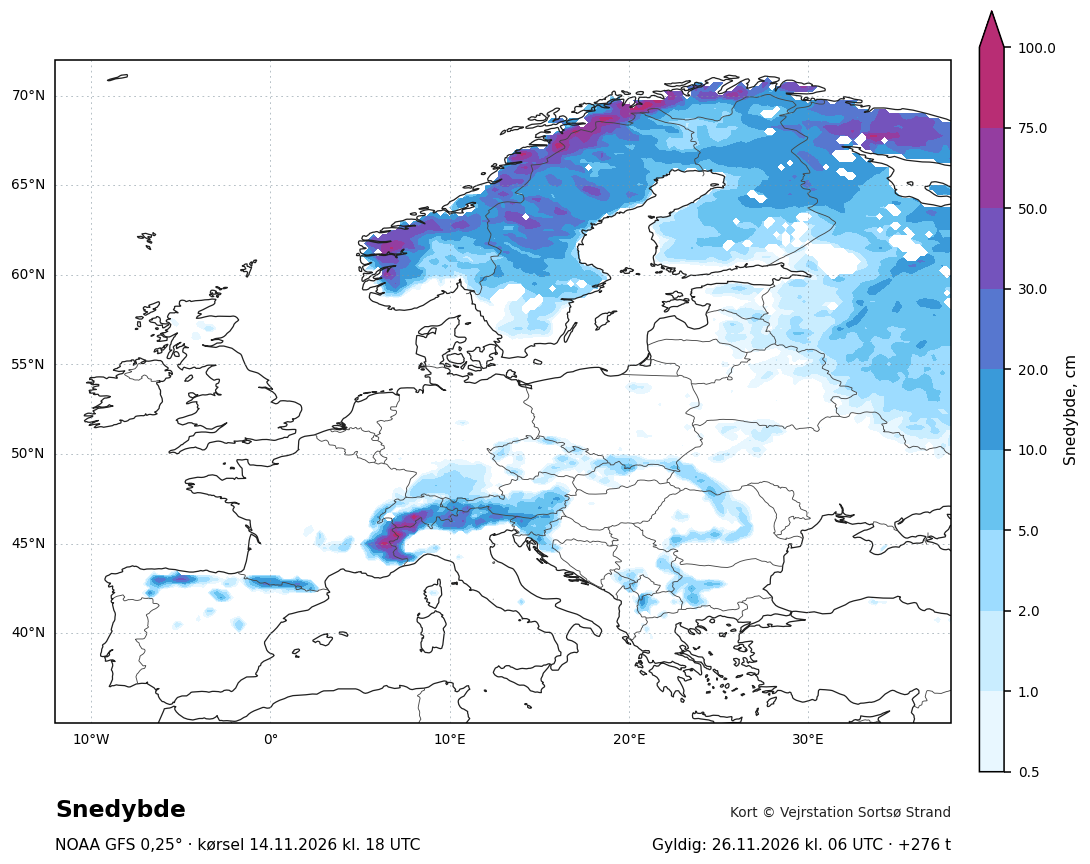 70°N
65°N
60°N
55°N
50°N
45°N
40°N
10°W 0° 10°E 20°E 30°E
100.0
75.0
50.0
30.0
20.0
10.0
5.0
2.0
1.0
0.5
Snedybde, cm
Snedybde
Kort © Vejrstation Sortsø Strand
NOAA GFS 0,25° · kørsel 14.11.2026 kl. 18 UTC
Gyldig: 26.11.2026 kl. 06 UTC · +276 t